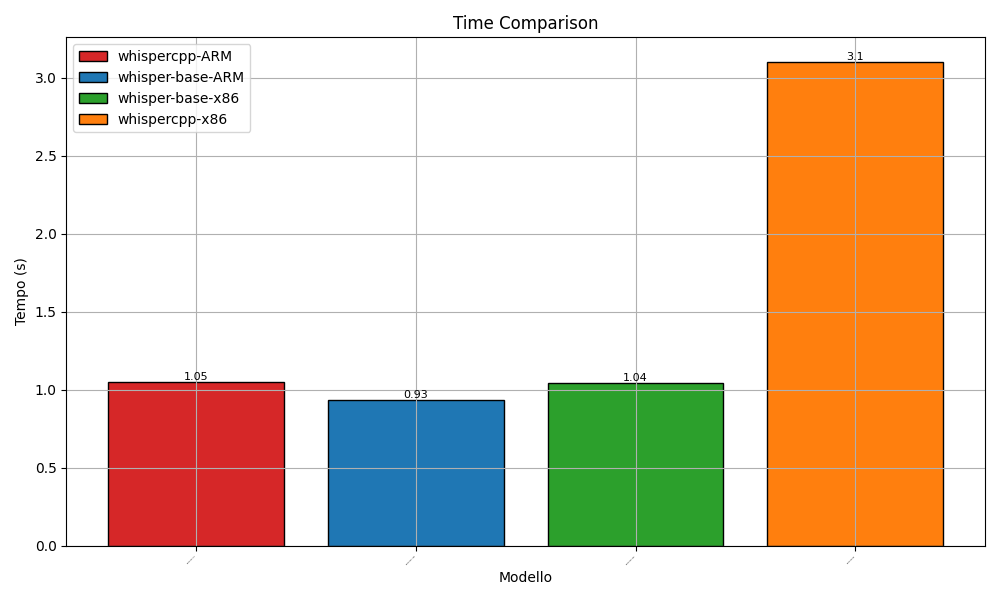 Time Comparison
whispercpp-ARM
whisper-base-ARM
whisper-base-x86
whispercpp-x86
Tempo (s)
3.0
2.5
2.0
1.5
1.0
0.5
0.0
1.05
0.93
1.04
3.1
Modello